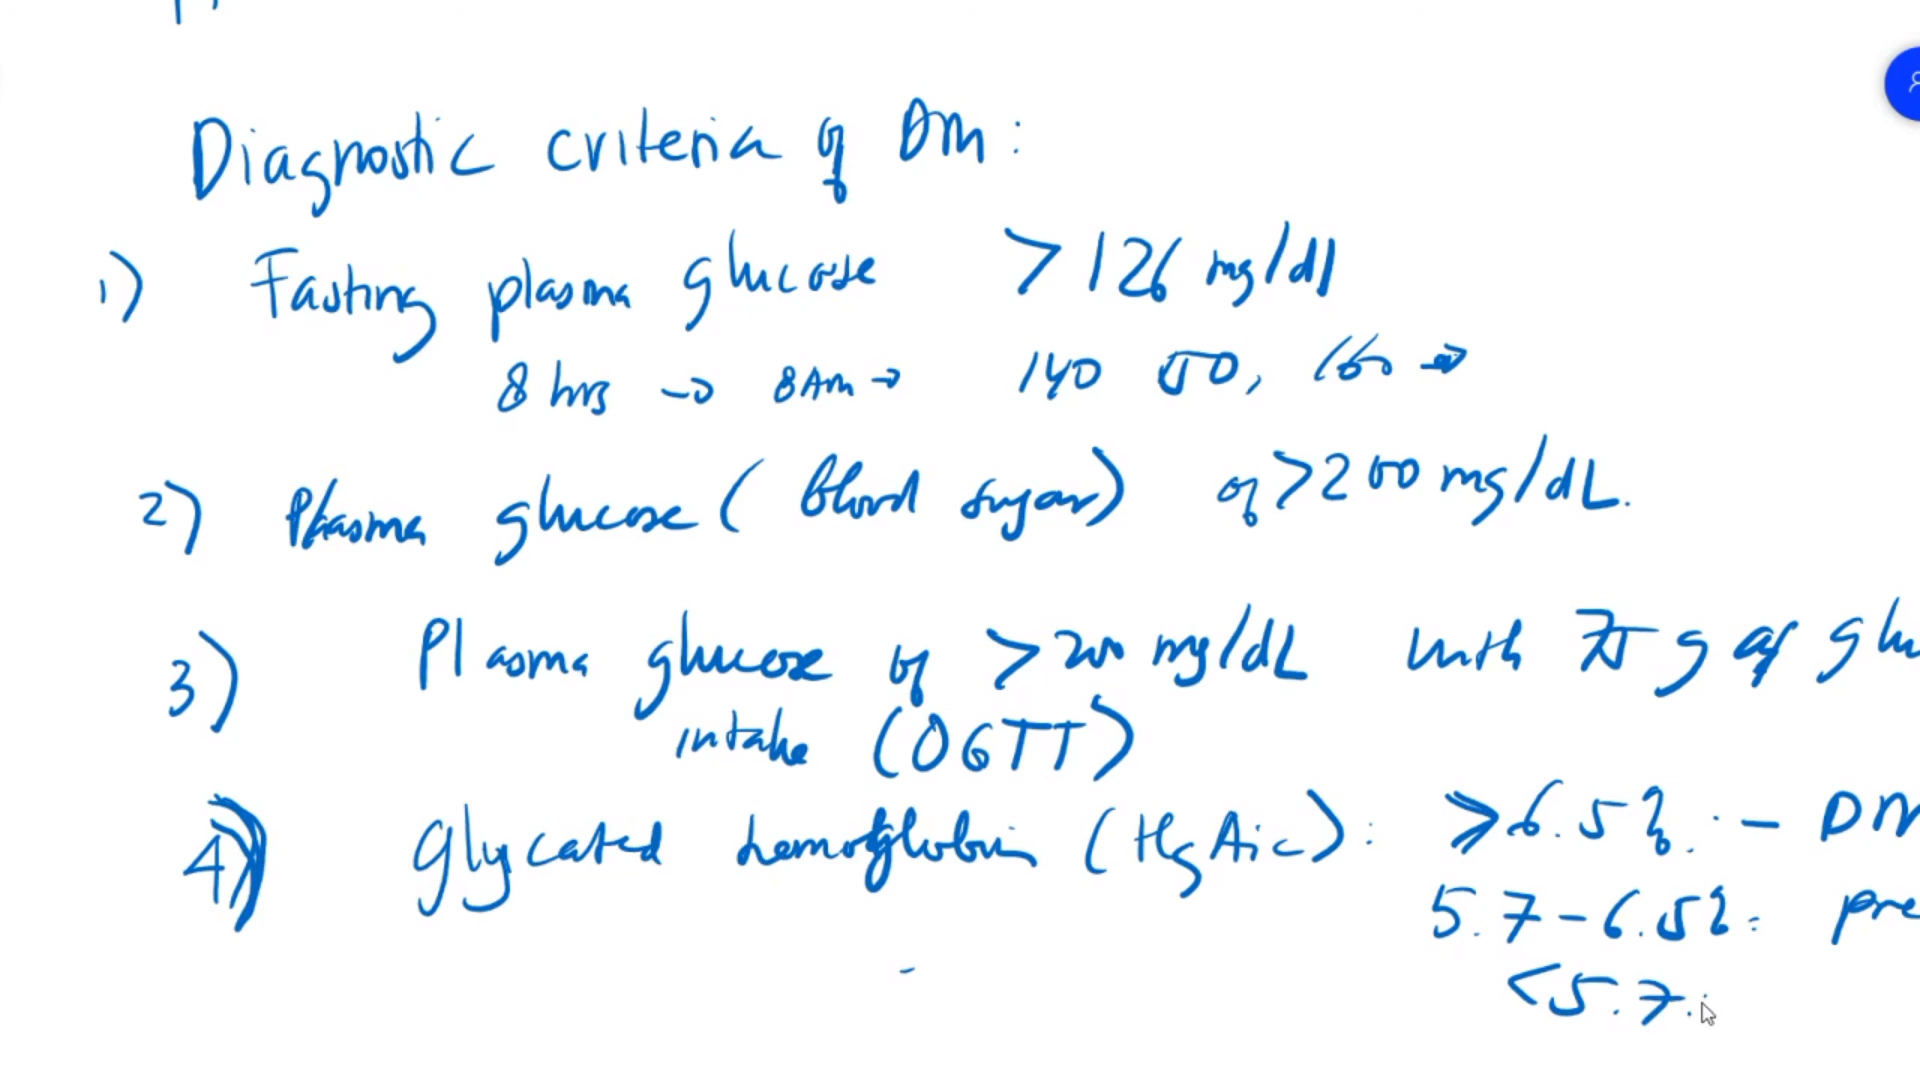 Diagnostic criteria of DM:
1) Fasting plasma glucose > 126 mg/dl
8 hrs → 8 AM → 140 150, 160 →
2) Plasma glucose (blood sugar) of > 200 mg/dL.
3) Plasma glucose of > 200 mg/dL with 75 g of glu
intake (OGTT)
4) Glycated hemoglobin (HgA1c): ≥ 6.5%. - DM
5.7 - 6.5%: pre
< 5.7.